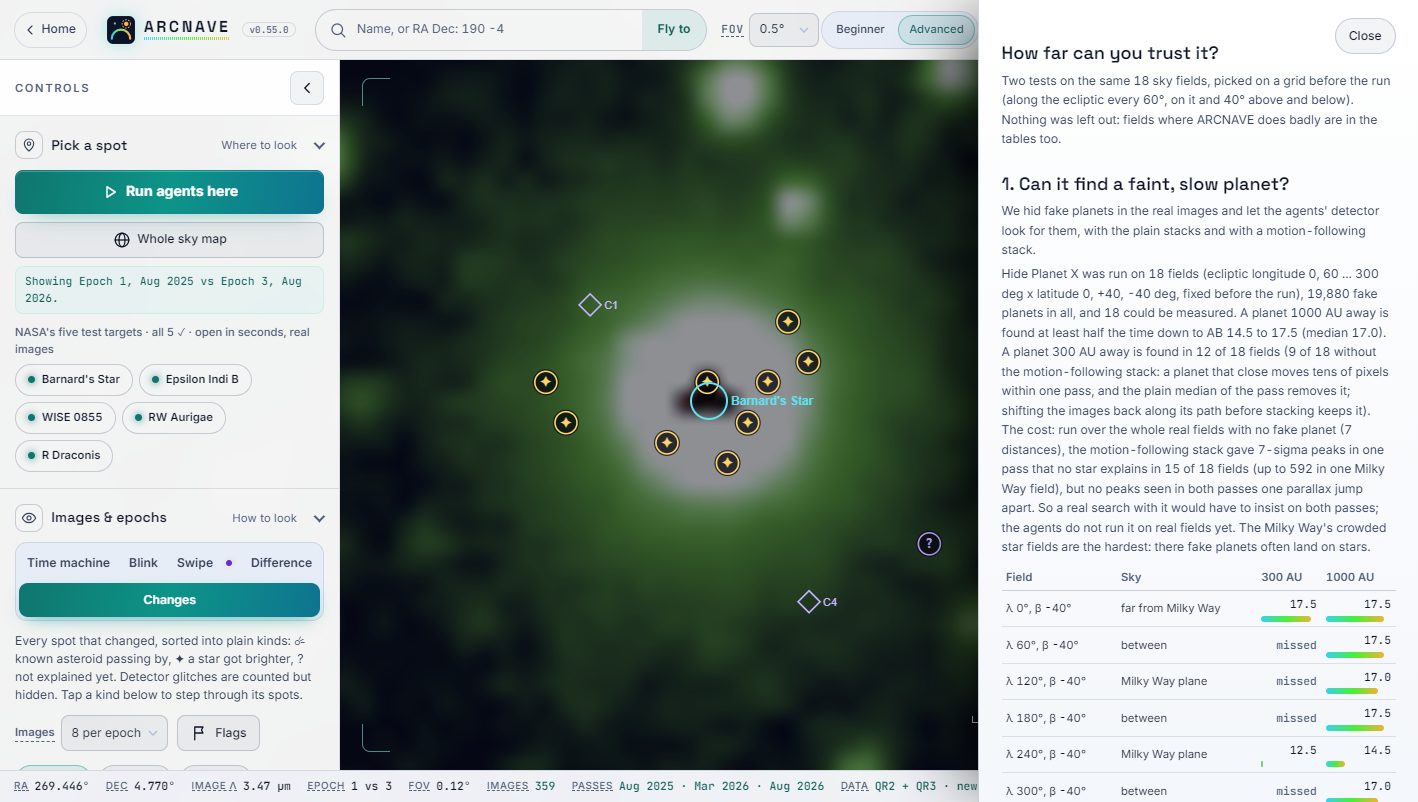 Home
ARCNAVE
v0.55.0
Name, or RA Dec: 190 -4
Fly to
FOV
0.5°
Beginner
Advanced
CONTROLS
Pick a spot
Where to look
Run agents here
Whole sky map
Showing Epoch 1, Aug 2025 vs Epoch 3, Aug
2026.
NASA's five test targets · all 5 ✓ · open in seconds, real
images
Barnard's Star
Epsilon Indi B
WISE 0855
RW Aurigae
R Draconis
Images & epochs
How to look
Time machine
Blink
Swipe
Difference
Changes
Every spot that changed, sorted into plain kinds: ☄
known asteroid passing by, ✦ a star got brighter, ?
not explained yet. Detector glitches are counted but
hidden. Tap a kind below to step through its spots.
Images
8 per epoch
Flags
C1
Barnard's Star
?
C4
RA 269.446° DEC 4.770° IMAGE Λ 3.47 µm EPOCH 1 vs 3 FOV 0.12° IMAGES 359 PASSES Aug 2025 · Mar 2026 · Aug 2026 DATA QR2 + QR3 · new
Close
How far can you trust it?
Two tests on the same 18 sky fields, picked on a grid before the run
(along the ecliptic every 60°, on it and 40° above and below).
Nothing was left out: fields where ARCNAVE does badly are in the
tables too.
1. Can it find a faint, slow planet?
We hid fake planets in the real images and let the agents' detector
look for them, with the plain stacks and with a motion-following
stack.
Hide Planet X was run on 18 fields (ecliptic longitude 0, 60 ... 300
deg x latitude 0, +40, -40 deg, fixed before the run), 19,880 fake
planets in all, and 18 could be measured. A planet 1000 AU away is
found at least half the time down to AB 14.5 to 17.5 (median 17.0).
A planet 300 AU away is found in 12 of 18 fields (9 of 18 without
the motion-following stack: a planet that close moves tens of pixels
within one pass, and the plain median of the pass removes it;
shifting the images back along its path before stacking keeps it).
The cost: run over the whole real fields with no fake planet (7
distances), the motion-following stack gave 7-sigma peaks in one
pass that no star explains in 15 of 18 fields (up to 592 in one Milky
Way field), but no peaks seen in both passes one parallax jump
apart. So a real search with it would have to insist on both passes;
the agents do not run it on real fields yet. The Milky Way's crowded
star fields are the hardest: there fake planets often land on stars.
Field Sky 300 AU 1000 AU
λ 0°, β -40° far from Milky Way 17.5 17.5
λ 60°, β -40° between missed 17.5
λ 120°, β -40° Milky Way plane missed 17.0
λ 180°, β -40° between missed 17.5
λ 240°, β -40° Milky Way plane 12.5 14.5
λ 300°, β -40° between missed 17.0